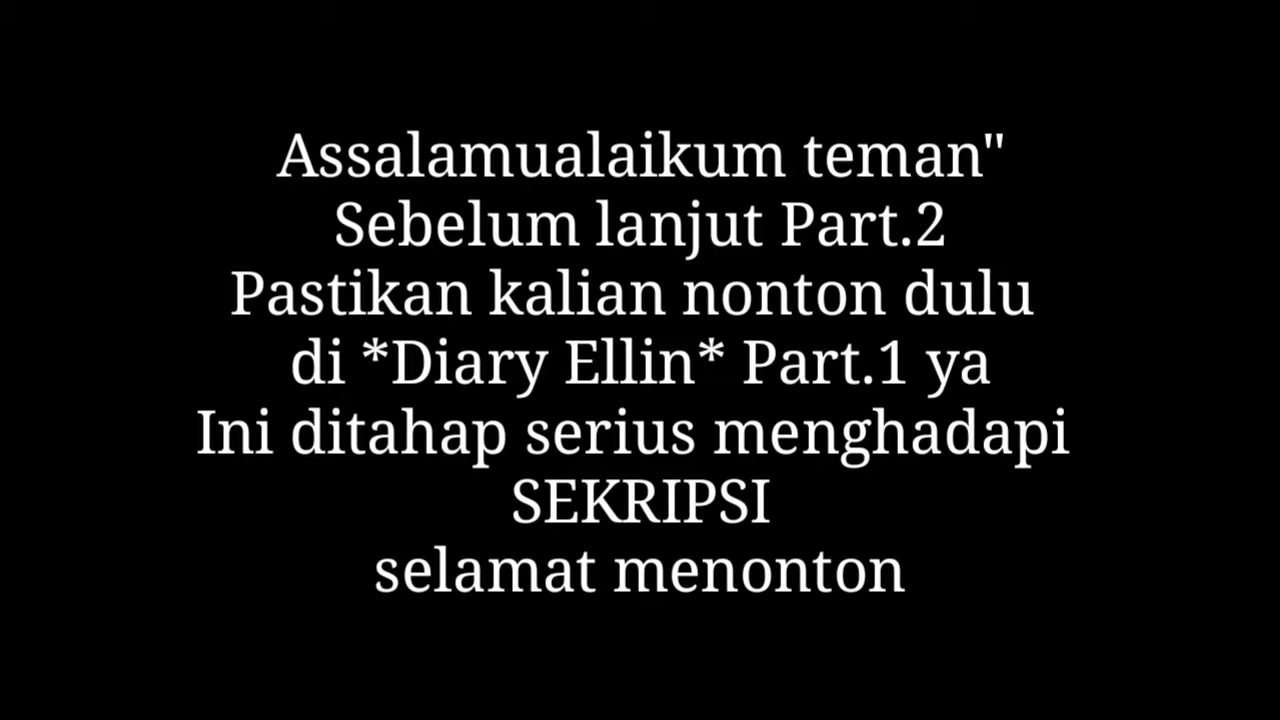 Assalamualaikum teman"
Sebelum lanjut Part.2
Pastikan kalian nonton dulu
di *Diary Ellin* Part.1 ya
Ini ditahap serius menghadapi
SEKRIPSI
selamat menonton